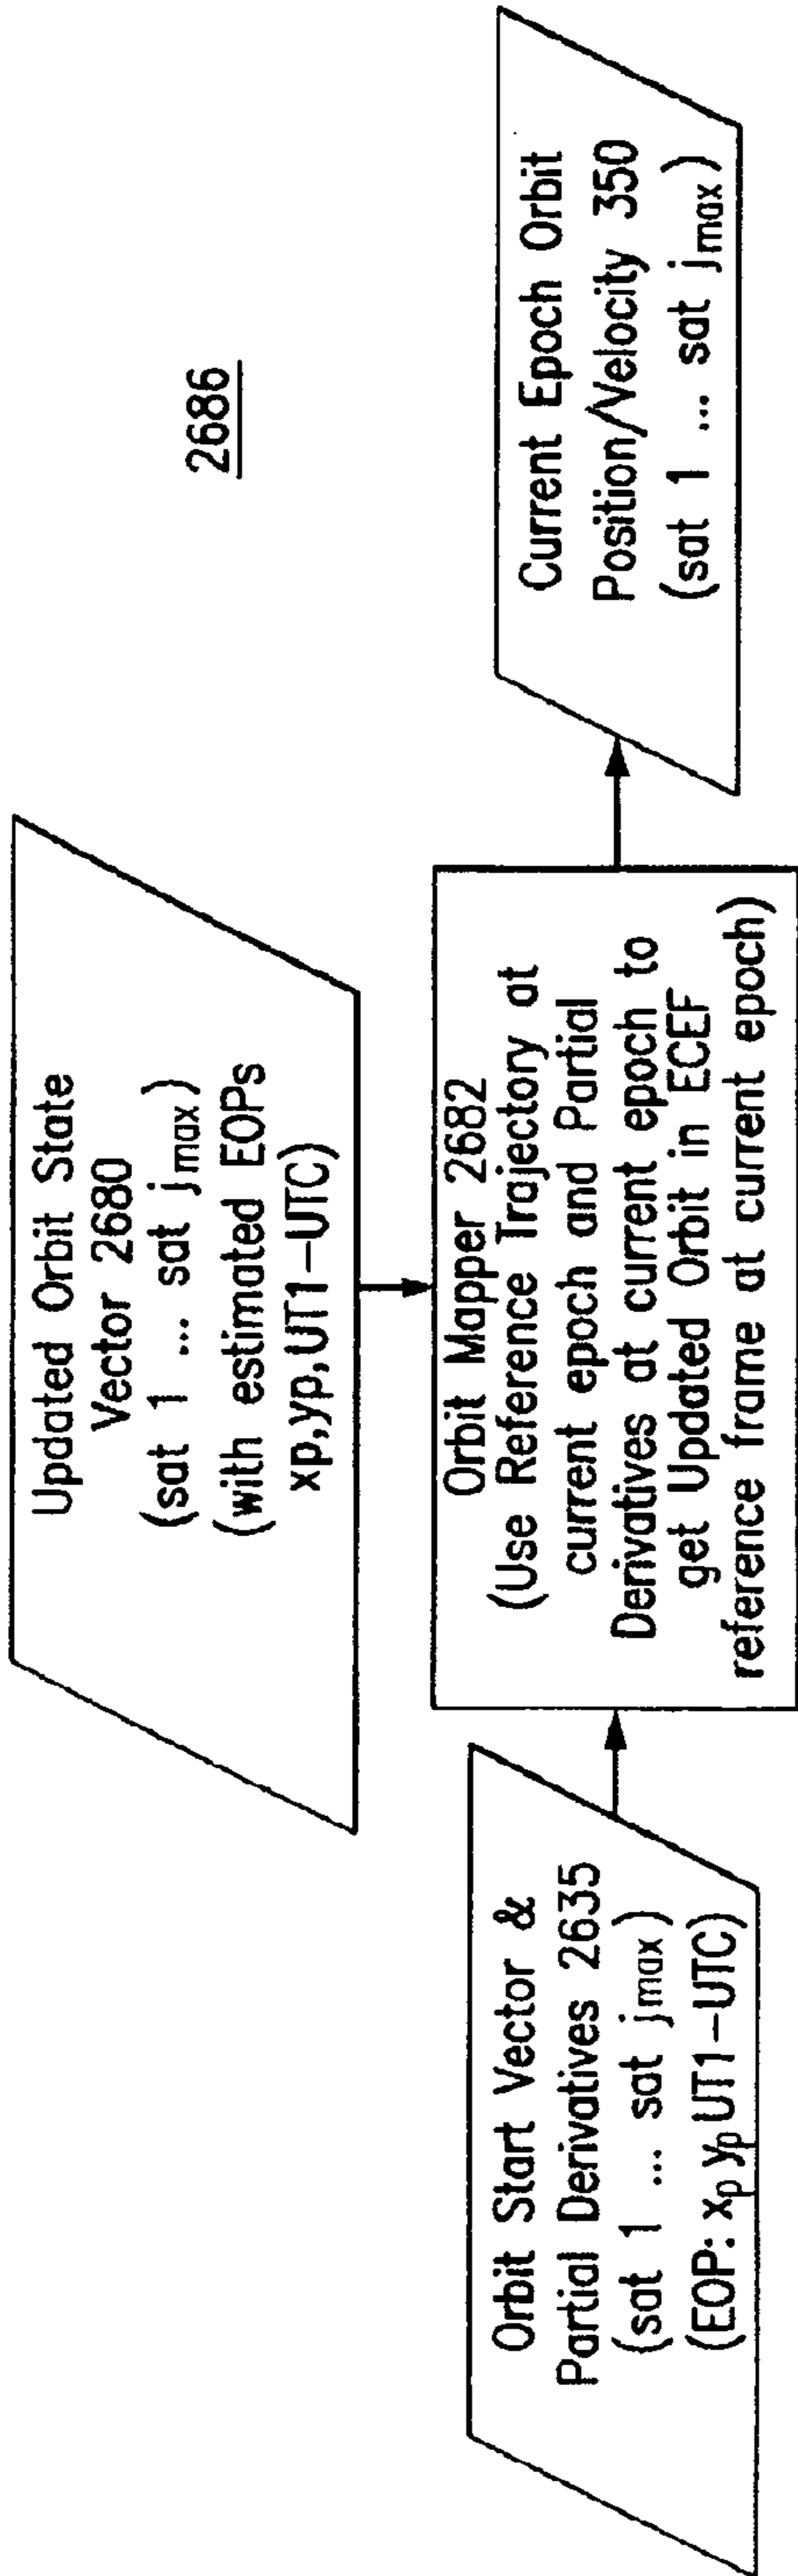 2686
Updated Orbit State
Vector 2680
(sat 1 ... sat jmax)
(with estimated EOPs
xp,yp,UT1-UTC)
Orbit Start Vector &
Partial Derivatives 2635
(sat 1 ... sat jmax)
(EOP: xp yp UT1-UTC)
Orbit Mapper 2682
(Use Reference Trajectory at
current epoch and Partial
Derivatives at current epoch to
get Updated Orbit in ECEF
reference frame at current epoch)
Current Epoch Orbit
Position/Velocity 350
(sat 1 ... sat jmax)